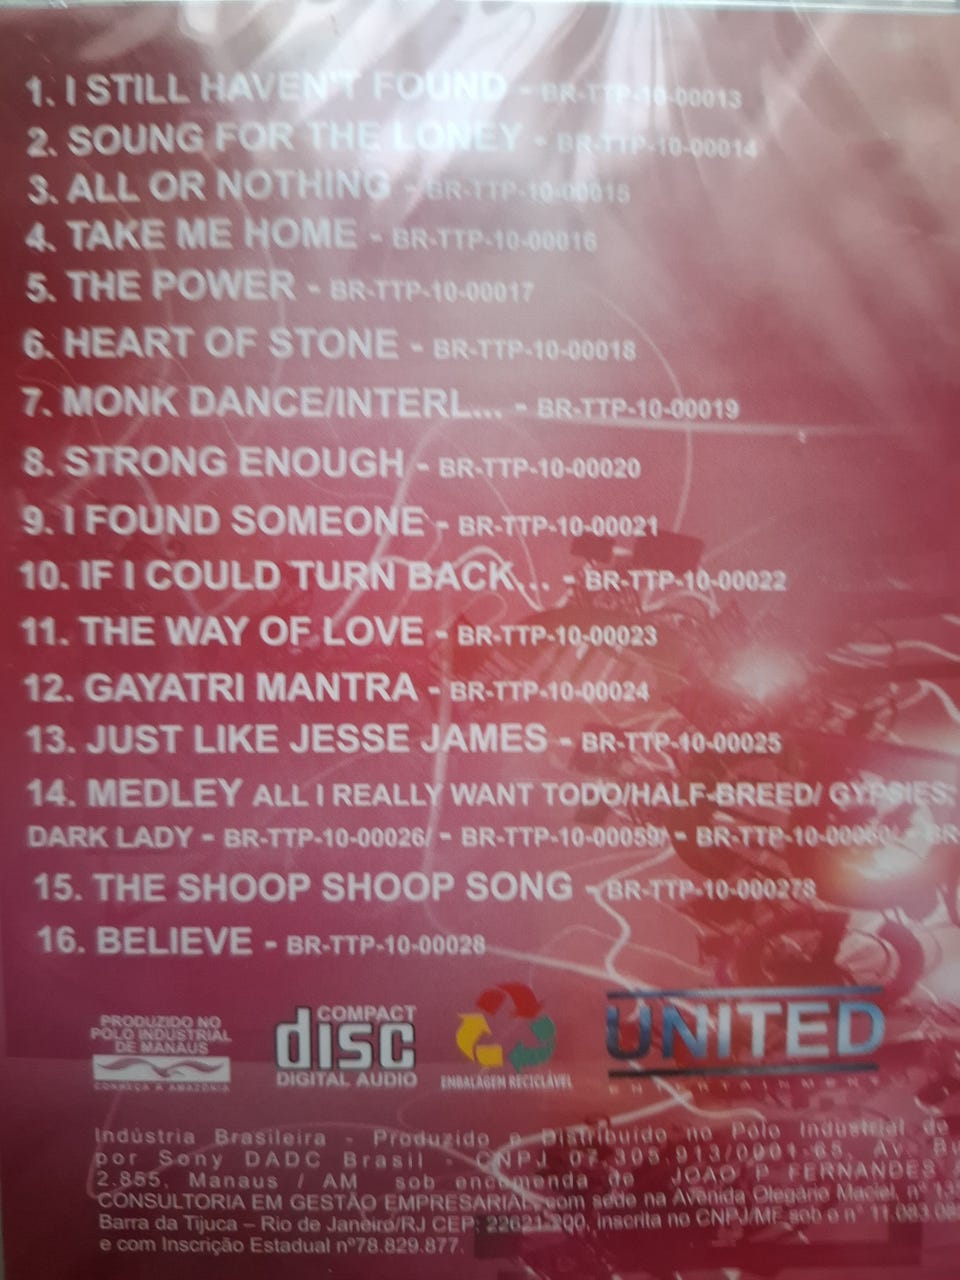 1. I STILL HAVEN'T FOUND - BR-TTP-10-00013
2. SOUNG FOR THE LONEY - BR-TTP-10-00014
3. ALL OR NOTHING - BR-TTP-10-00015
4. TAKE ME HOME - BR-TTP-10-00016
5. THE POWER - BR-TTP-10-00017
6. HEART OF STONE - BR-TTP-10-00018
7. MONK DANCE/INTERL... - BR-TTP-10-00019
8. STRONG ENOUGH - BR-TTP-10-00020
9. I FOUND SOMEONE - BR-TTP-10-00021
10. IF I COULD TURN BACK... - BR-TTP-10-00022
11. THE WAY OF LOVE - BR-TTP-10-00023
12. GAYATRI MANTRA - BR-TTP-10-00024
13. JUST LIKE JESSE JAMES - BR-TTP-10-00025
14. MEDLEY ALL I REALLY WANT TODO/HALF-BREED/ GYPSIES,
DARK LADY - BR-TTP-10-00026/ - BR-TTP-10-00059/ - BR-TTP-10-00060/ - BR-
15. THE SHOOP SHOOP SONG - BR-TTP-10-000278
16. BELIEVE - BR-TTP-10-00028
PRODUZIDO NO
POLO INDUSTRIAL
DE MANAUS
CONHEÇA A AMAZÔNIA
COMPACT
disc
DIGITAL AUDIO
EMBALAGEM RECICLÁVEL
UNITED
ENTERTAINMENT
Indústria Brasileira - Produzido e Distribuído no Pólo Industrial de
por Sony DADC Brasil - CNPJ 07.305.913/0001-65, Av.
2.855, Manaus / AM sob encomenda de JOAO P FERNANDES
CONSULTORIA EM GESTÃO EMPRESARIAL, com sede na Avenida Olegário Maciel, n°
Barra da Tijuca – Rio de Janeiro/RJ CEP: 22621-200, inscrita no CNPJ/MF sob o n° 11.083.
e com Inscrição Estadual nº78.829.877.